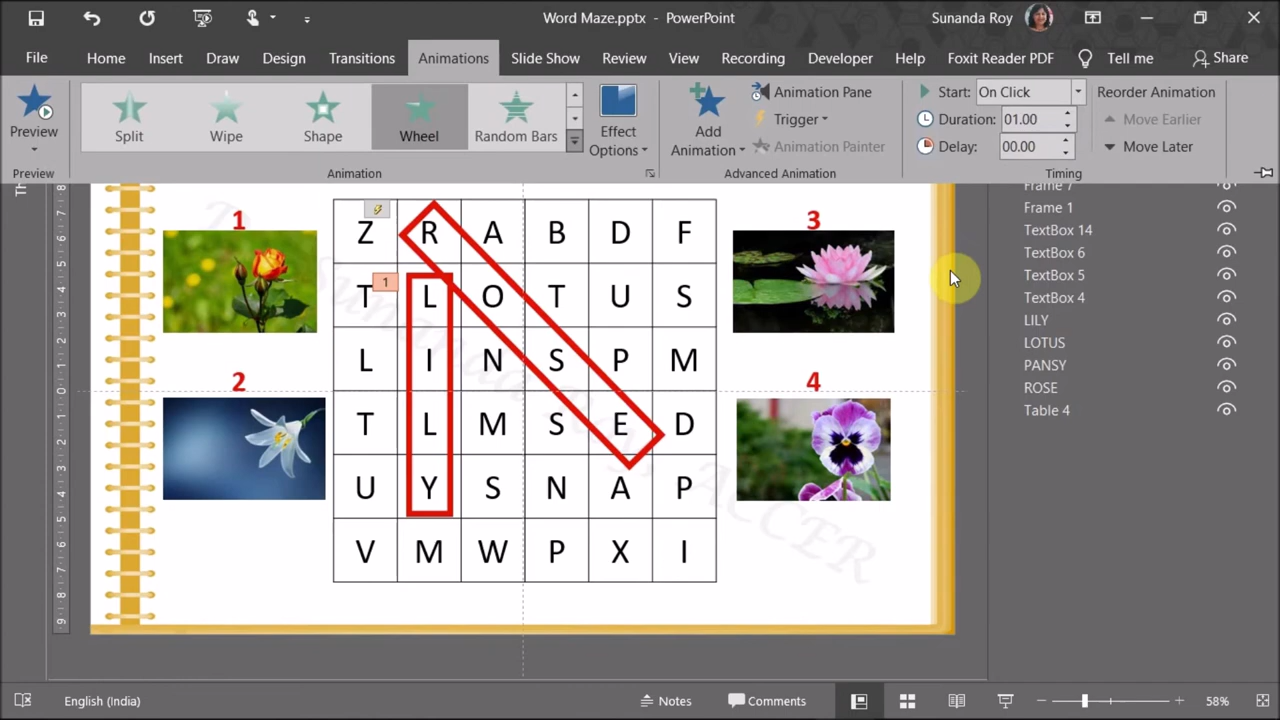 Word Maze.pptx - PowerPoint
Sunanda Roy
File Home Insert Draw Design Transitions Animations Slide Show Review View Recording Developer Help Foxit Reader PDF Tell me Share
Preview
Split Wipe Shape Wheel Random Bars
Effect Options
Add Animation
Animation Pane
Trigger
Animation Painter
Start: On Click
Duration: 01.00
Delay: 00.00
Reorder Animation
Move Earlier
Move Later
Preview Animation Advanced Animation Timing
1
2
3
4
Z R A B D F
1
T L O T U S
L I N S P M
T L M S E D
U Y S N A P
V M W P X I
Frame 7
Frame 1
TextBox 14
TextBox 6
TextBox 5
TextBox 4
LILY
LOTUS
PANSY
ROSE
Table 4
English (India)
Notes Comments 58%